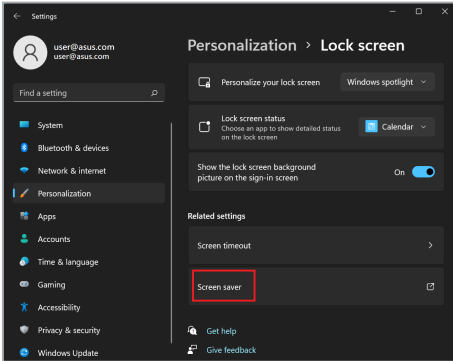 Settings
user@asus.com
user@asus.com
Find a setting
System
Bluetooth & devices
Network & internet
Personalization
Apps
Accounts
Time & language
Gaming
Accessibility
Privacy & security
Windows Update
Personalization > Lock screen
Personalize your lock screen
Windows spotlight
Lock screen status
Choose an app to show detailed status
on the lock screen
Calendar
Show the lock screen background
picture on the sign-in screen
On
Related settings
Screen timeout
Screen saver
Get help
Give feedback